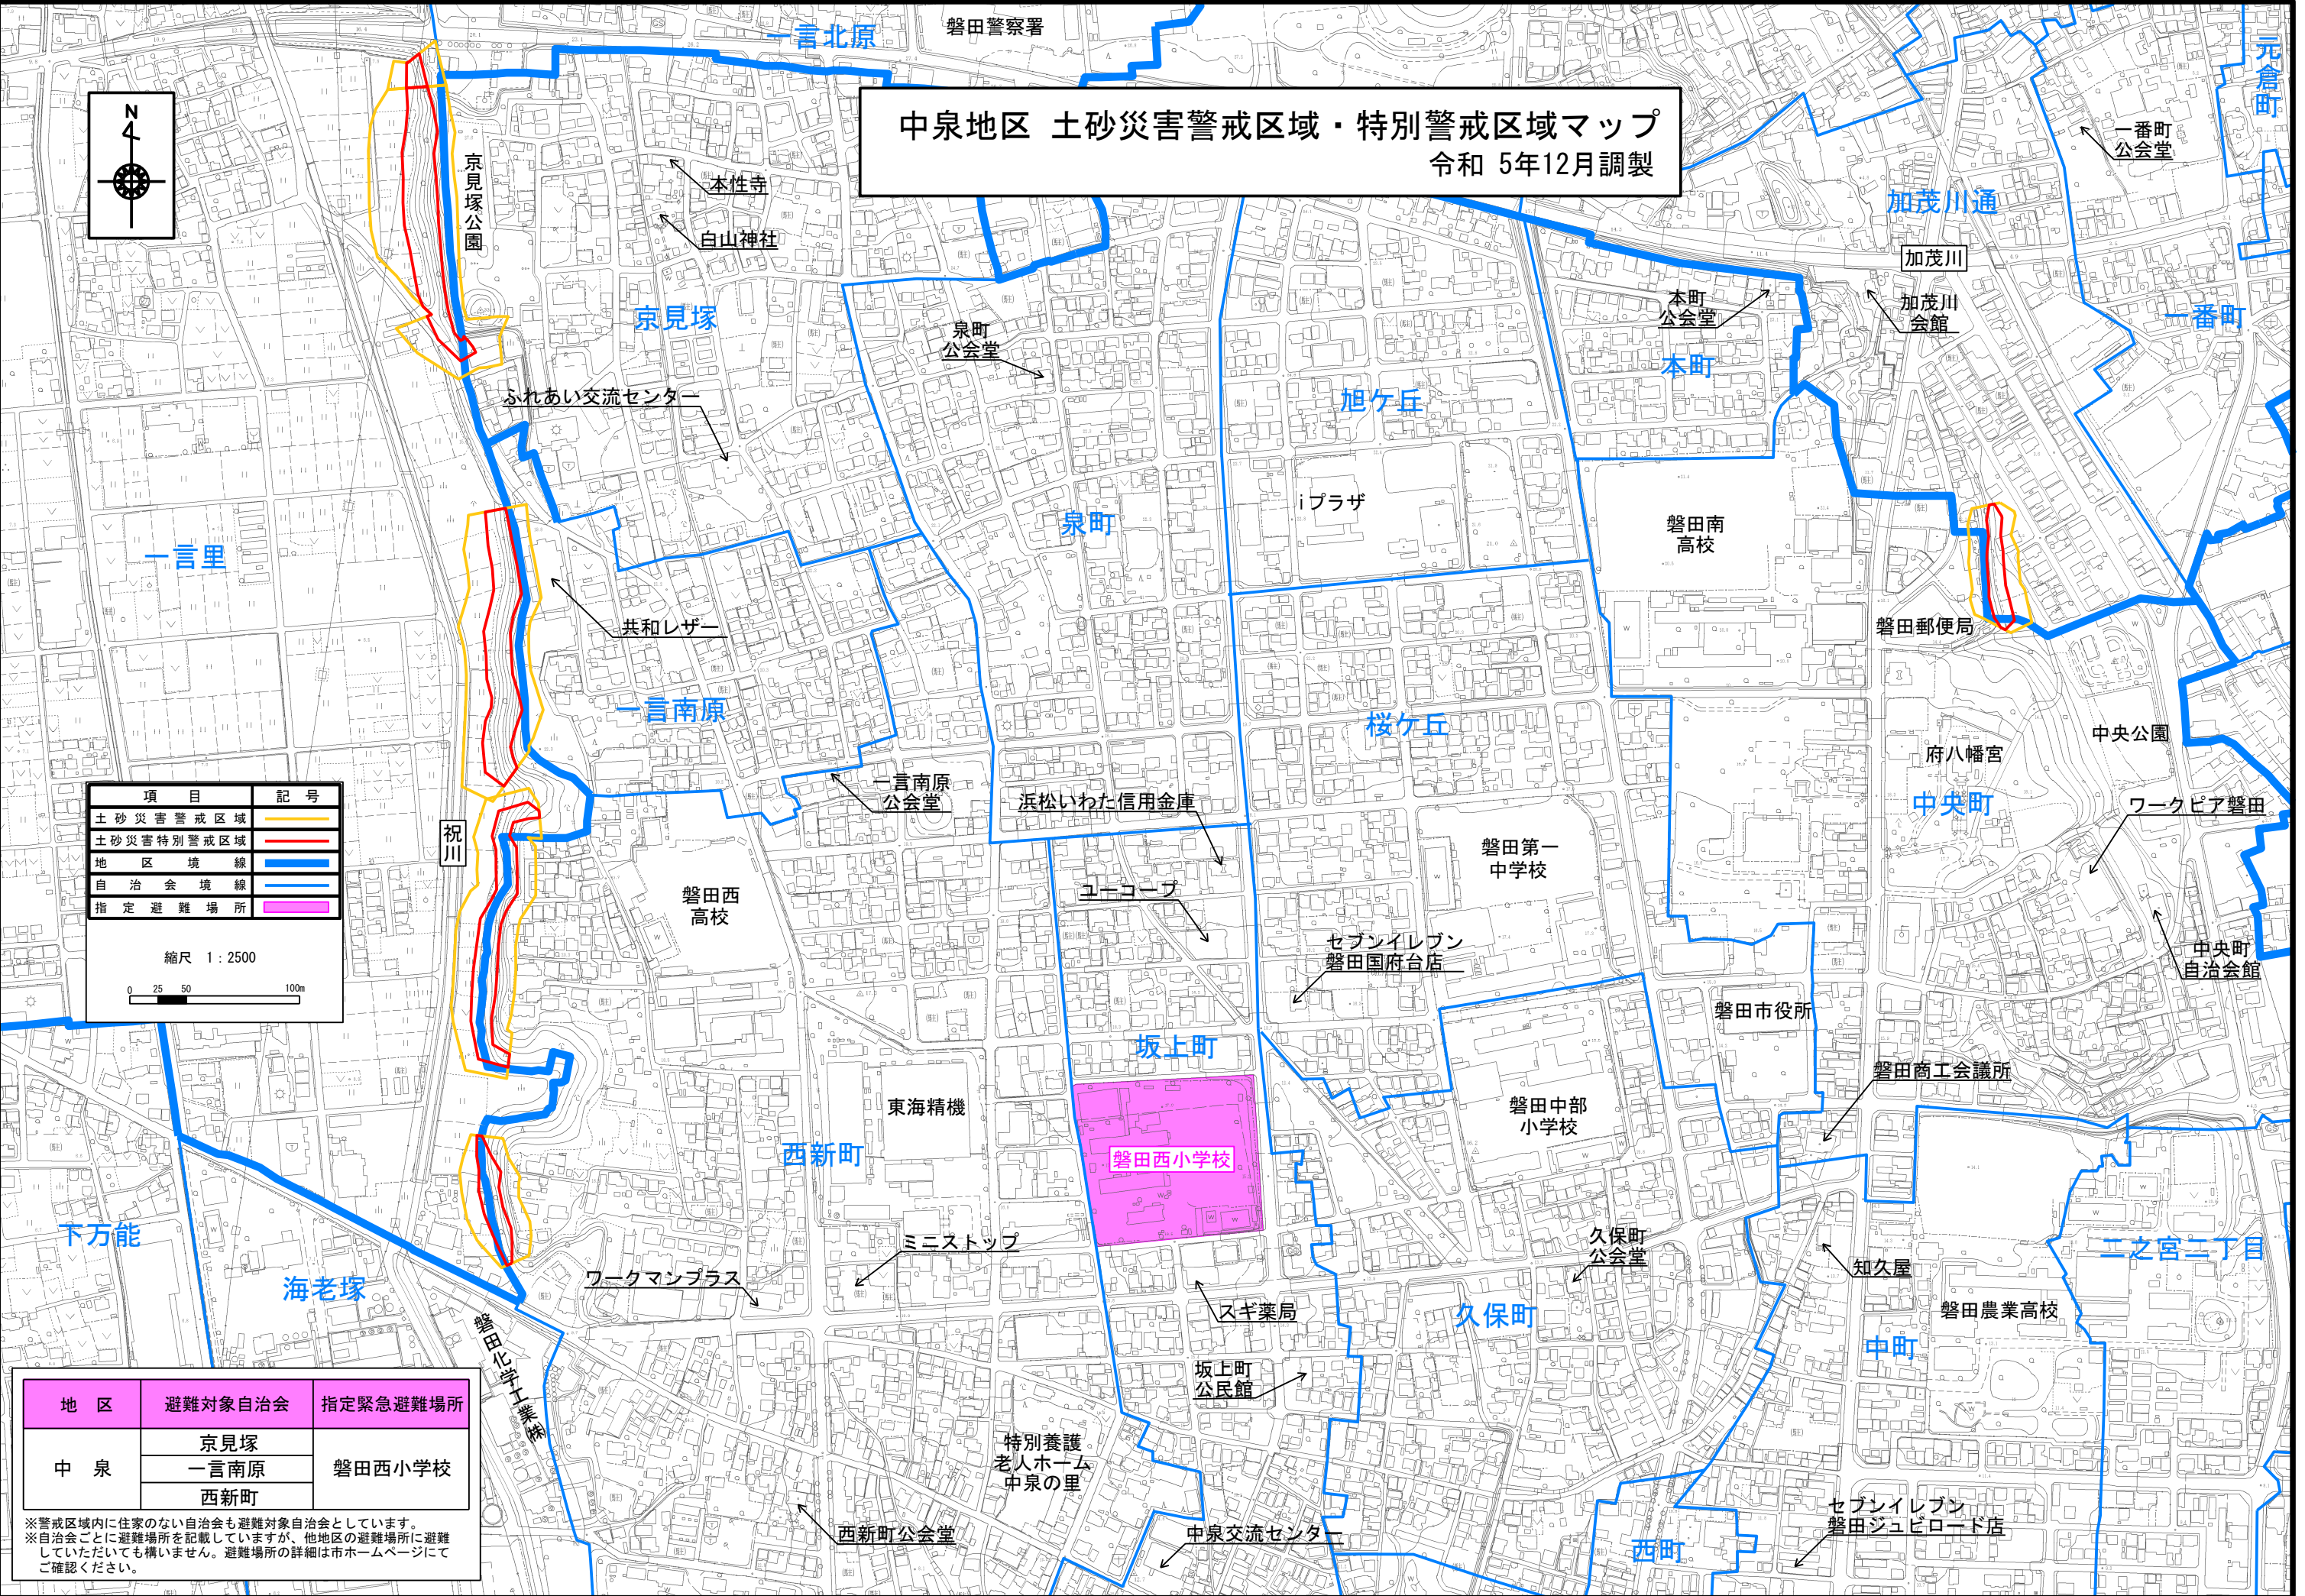 中泉地区 土砂災害警戒区域・特別警戒区域マップ
令和 5年12月調製
N
一言北原
磐田警察署
元倉町
一番町
公会堂
加茂川通
加茂川
加茂川
会館
一番町
本町
公会堂
本町
京見塚公園
本性寺
白山神社
京見塚
泉町
公会堂
ふれあい交流センター
旭ケ丘
iプラザ
泉町
磐田南
高校
一言里
共和レザー
磐田郵便局
一言南原
桜ケ丘
中央公園
府八幡宮
中央町
ワークピア磐田
一言南原
公会堂
浜松いわた信用金庫
磐田第一
中学校
ユーコープ
祝川
磐田西
高校
セブンイレブン
磐田国府台店
中央町
自治会館
磐田市役所
坂上町
磐田商工会議所
東海精機
磐田中部
小学校
西新町
磐田西小学校
下万能
海老塚
ミニストップ
ワークマンプラス
久保町
公会堂
知久屋
二之宮二丁目
スギ薬局
久保町
磐田農業高校
中町
磐田化学工業㈱
坂上町
公民館
特別養護
老人ホーム
中泉の里
西新町公会堂
中泉交流センター
西町
セブンイレブン
磐田ジュビロード店
項目 記号
土砂災害警戒区域
土砂災害特別警戒区域
地区境線
自治会境線
指定避難場所
縮尺 1:2500
0 25 50 100m
地区 避難対象自治会 指定緊急避難場所
中泉 京見塚 磐田西小学校
一言南原
西新町
※警戒区域内に住家のない自治会も避難対象自治会としています。
※自治会ごとに避難場所を記載していますが、他地区の避難場所に避難
していただいても構いません。避難場所の詳細は市ホームページにて
ご確認ください。